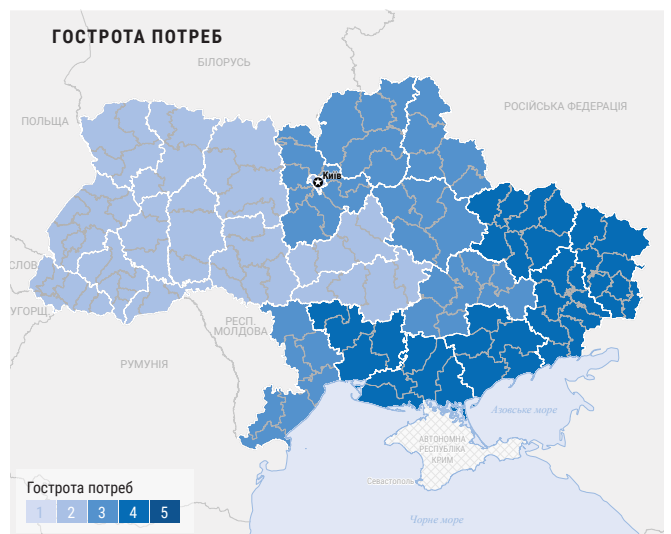 ГОСТРОТА ПОТРЕБ
БІЛОРУСЬ
РОСІЙСЬКА ФЕДЕРАЦІЯ
ПОЛЬЩА
Київ
СЛОВ.
УГОРЩ.
РЕСП.
МОЛДОВА
РУМУНІЯ
Азовське море
АВТОНОМНА
РЕСПУБЛІКА
КРИМ
Севастополь
Чорне море
Гострота потреб
1 2 3 4 5